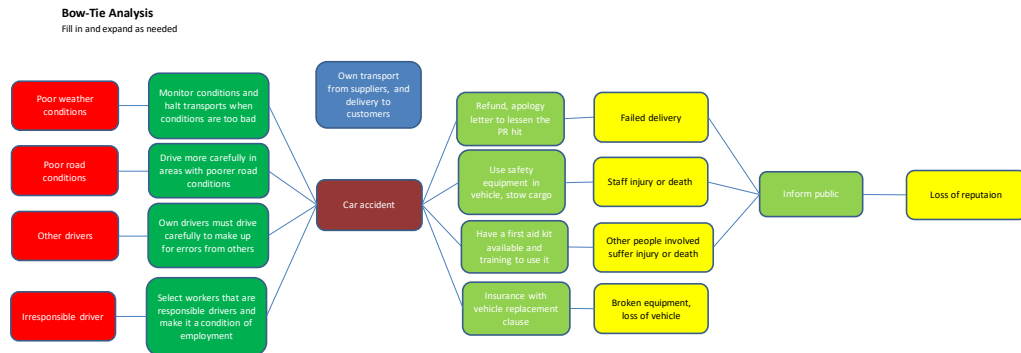 Bow-Tie Analysis
Fill in and expand as needed
Own transport
from suppliers, and
delivery to
customers
Poor weather
conditions
Monitor conditions and
halt transports when
conditions are too bad
Refund, apology
letter to lessen the
PR hit
Failed delivery
Poor road
conditions
Drive more carefully in
areas with poorer road
conditions
Car accident
Use safety
equipment in
vehicle, stow cargo
Staff injury or death
Inform public
Loss of reputaion
Other drivers
Own drivers must drive
carefully to make up
for errors from others
Have a first aid kit
available and
training to use it
Other people involved
suffer injury or death
Irresponsible driver
Select workers that are
responsible drivers and
make it a condition of
employment
Insurance with
vehicle replacement
clause
Broken equipment,
loss of vehicle